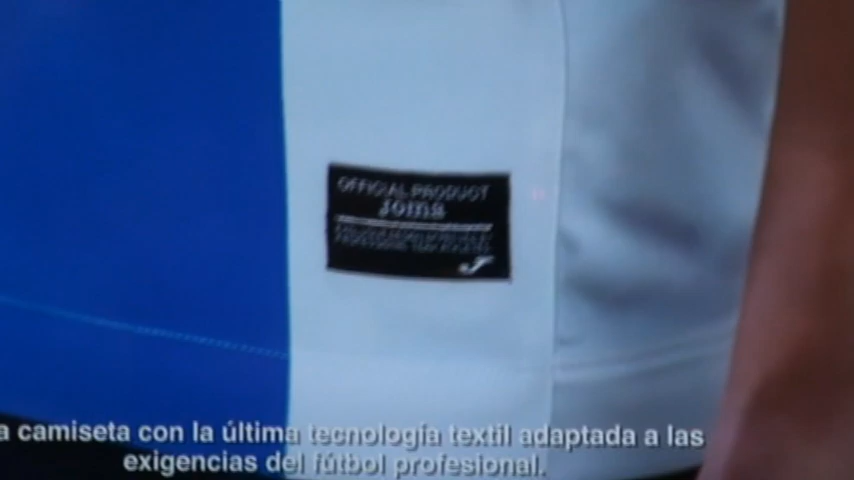 OFFICIAL PRODUCT
Joma
a camiseta con la última tecnología textil adaptada a las
exigencias del fútbol profesional.